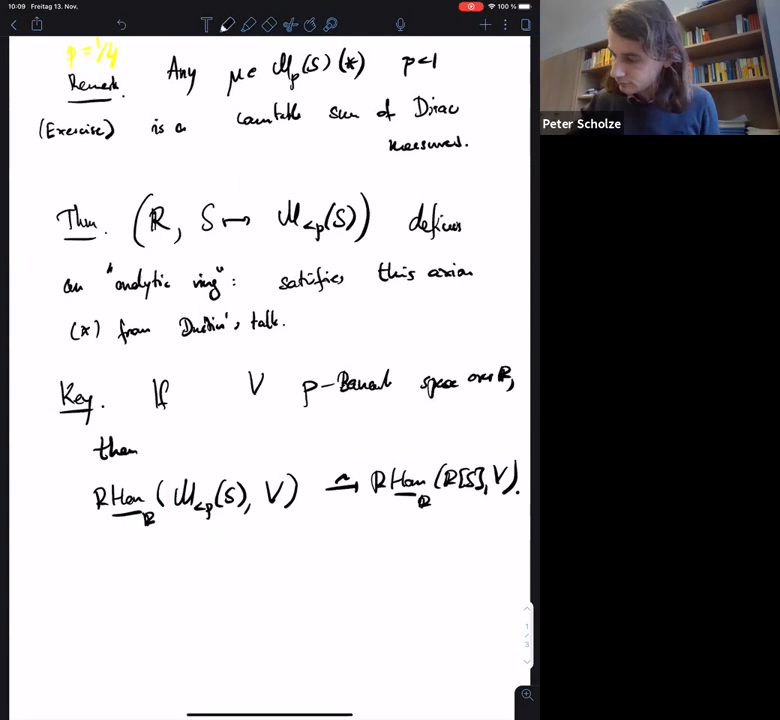 10:09 Freitag 13. Nov.
100 %
p = 1/4
Remark. Any μ ∈ ℳ_p(S)(*) p<1
(Exercise) is a countable sum of Dirac
measures.
Thm. (ℝ, S ↦ ℳ_{<p}(S)) defines
an "analytic ring": satisfies this axiom
(*) from Dustin's talk.
Key. If V p-Banach space over ℝ,
then
RHom_ℝ(ℳ_{<p}(S), V) ⥲ RHom_ℝ(ℝ[S], V).
Peter Scholze
1
/
3